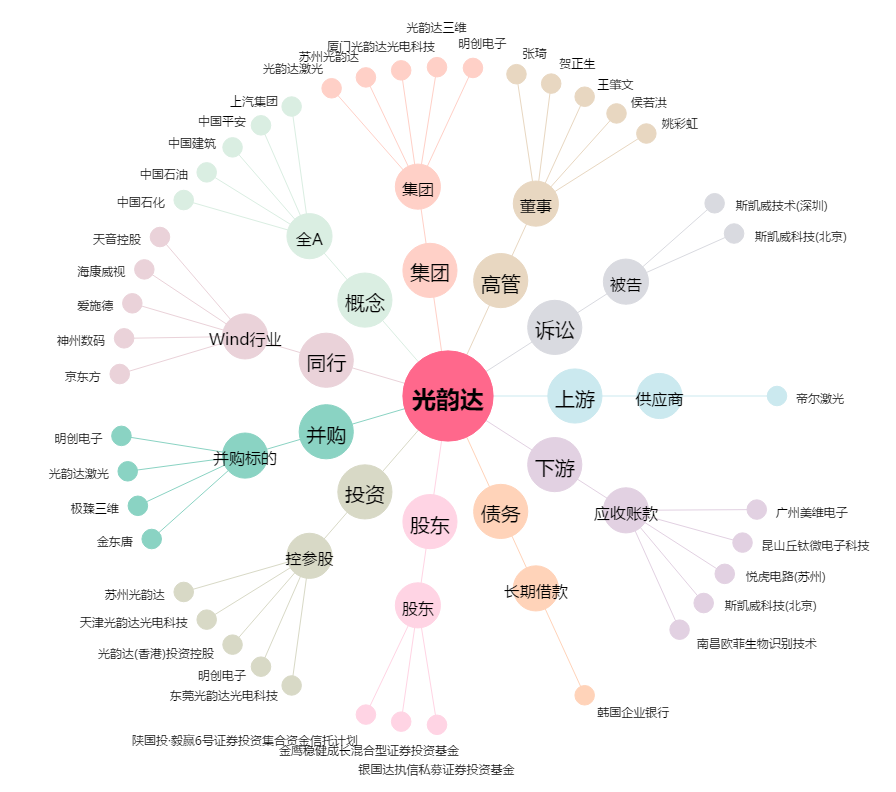 光韵达三维
厦门光韵达光电科技
明创电子
苏州光韵达
光韵达激光
张琦
贺正生
王肇文
侯若洪
姚彩虹
上汽集团
中国平安
中国建筑
中国石油
中国石化
集团
董事
斯凯威技术(深圳)
斯凯威科技(北京)
天音控股
海康威视
爱施德
神州数码
京东方
全A
集团
高管
被告
概念
诉讼
Wind行业
同行
光韵达
上游
供应商
帝尔激光
明创电子
光韵达激光
极臻三维
金东唐
并购标的
并购
下游
投资
股东
债务
应收账款
广州美维电子
昆山丘钛微电子科技
悦虎电路(苏州)
斯凯威科技(北京)
南昌欧菲生物识别技术
控参股
苏州光韵达
天津光韵达光电科技
光韵达(香港)投资控股
明创电子
东莞光韵达光电科技
股东
长期借款
韩国企业银行
陕国投·毅赢6号证券投资集合资金信托计划
金鹰稳健成长混合型证券投资基金
银国达执信私募证券投资基金